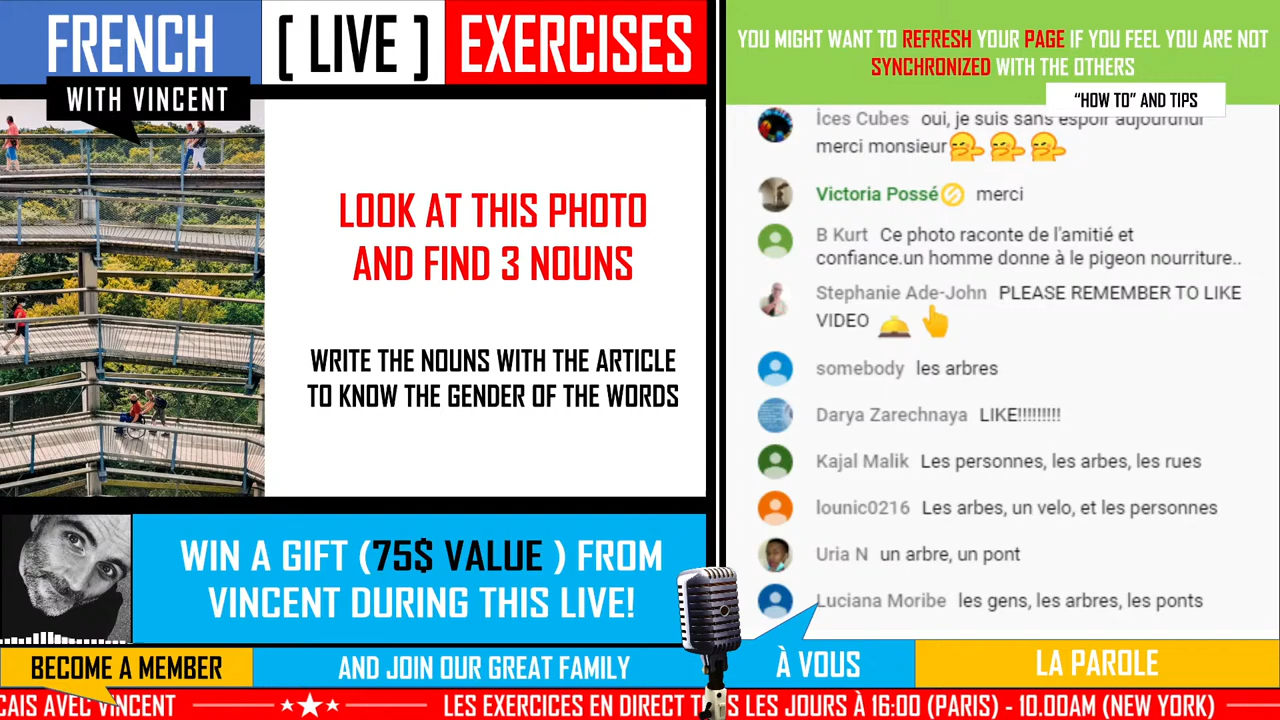 FRENCH
WITH VINCENT
[ LIVE ]
EXERCISES
LOOK AT THIS PHOTO
AND FIND 3 NOUNS
WRITE THE NOUNS WITH THE ARTICLE
TO KNOW THE GENDER OF THE WORDS
WIN A GIFT (75$ VALUE ) FROM
VINCENT DURING THIS LIVE!
BECOME A MEMBER
AND JOIN OUR GREAT FAMILY
YOU MIGHT WANT TO REFRESH YOUR PAGE IF YOU FEEL YOU ARE NOT
SYNCHRONIZED WITH THE OTHERS
“HOW TO” AND TIPS
İces Cubes oui, je suis sans espoir aujourdhui
merci monsieur
Victoria Possé merci
B Kurt Ce photo raconte de l'amitié et
confiance.un homme donne à le pigeon nourriture..
Stephanie Ade-John PLEASE REMEMBER TO LIKE
VIDEO
somebody les arbres
Darya Zarechnaya LIKE!!!!!!!!!
Kajal Malik Les personnes, les arbes, les rues
lounic0216 Les arbes, un velo, et les personnes
Uria N un arbre, un pont
Luciana Moribe les gens, les arbres, les ponts
À VOUS
LA PAROLE
CAIS AVEC VINCENT
LES EXERCICES EN DIRECT T S LES JOURS À 16:00 (PARIS) - 10.00AM (NEW YORK)